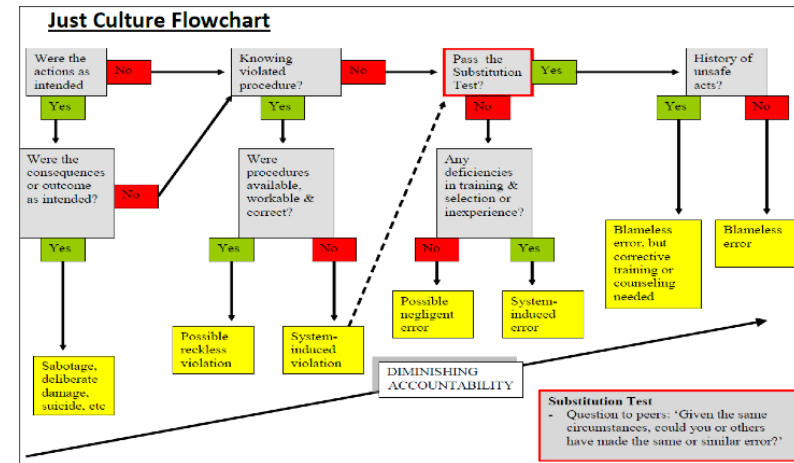 Just Culture Flowchart
Were the
actions as
intended
No
Yes
Knowing
violated
procedure?
No
Yes
Pass the
Substitution
Test?
Yes
No
History of
unsafe
acts?
Yes
No
Were the
consequences
or outcome
as intended?
No
Yes
Were
procedures
available,
workable &
correct?
Yes
No
Any
deficiencies
in training &
selection or
inexperience?
No
Yes
Blameless
error, but
corrective
training or
counseling
needed
Blameless
error
Sabotage,
deliberate
damage,
suicide, etc
Possible
reckless
violation
System-
induced
violation
Possible
negligent
error
System-
induced
error
DIMINISHING
ACCOUNTABILITY
Substitution Test
- Question to peers: ‘Given the same
circumstances, could you or others
have made the same or similar error?’